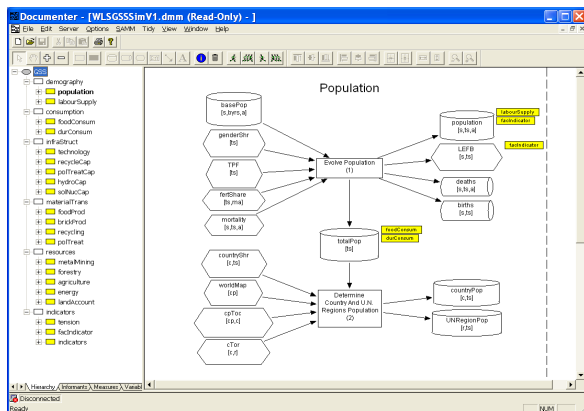 Documenter - [WLSGSSSimV1.dmm (Read-Only) - ]
File Edit Server Options SAMM Tidy View Window Help
GSS
demography
population
labourSupply
consumption
foodConsum
durConsum
infraStruct
technology
recycleCap
polTreatCap
hydroCap
solNucCap
materialTrans
foodProd
brickProd
recycling
polTreat
resources
metalMining
forestry
agriculture
energy
landAccount
indicators
tension
facIndicator
indicators
Hierarchy Informants Measures Variabl
Population
basePop
[s,byrs,a]
genderShr
[ts]
TPF
[ts]
fertShare
[ts,ma]
mortality
[s,ts,a]
Evolve Population
(1)
population
[s,ts,a]
labourSupply
facIndicator
LEFB
[s,ts]
facIndicator
deaths
[s,ts,a]
births
[s,ts]
totalPop
[ts]
foodConsum
durConsum
countryShr
[c,ts]
worldMap
[cp]
cpToc
[cp,c]
cTor
[c,r]
Determine
Country And U.N.
Regions Population
(2)
countryPop
[c,ts]
UNRegionPop
[r,ts]
Disconnected
Ready
NUM